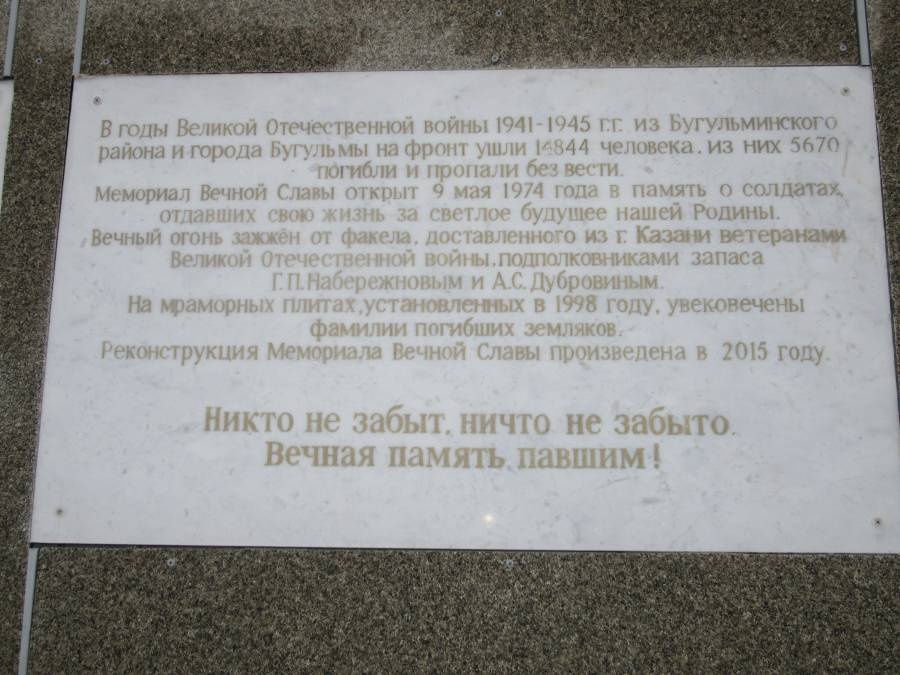 В годы Великой Отечественной войны 1941-1945 г.г. из Бугульминского
района и города Бугульмы на фронт ушли 14844 человека, из них 5670
погибли и пропали без вести.
Мемориал Вечной Славы открыт 9 мая 1974 года в память о солдатах,
отдавших свою жизнь за светлое будущее нашей Родины.
Вечный огонь зажжён от факела, доставленного из г. Казани ветеранами
Великой Отечественной войны, подполковниками запаса
Г.П.Набережновым и А.С.Дубровиным.
На мраморных плитах,установленных в 1998 году, увековечены
фамилии погибших земляков.
Реконструкция Мемориала Вечной Славы произведена в 2015 году.
Никто не забыт, ничто не забыто.
Вечная память павшим!